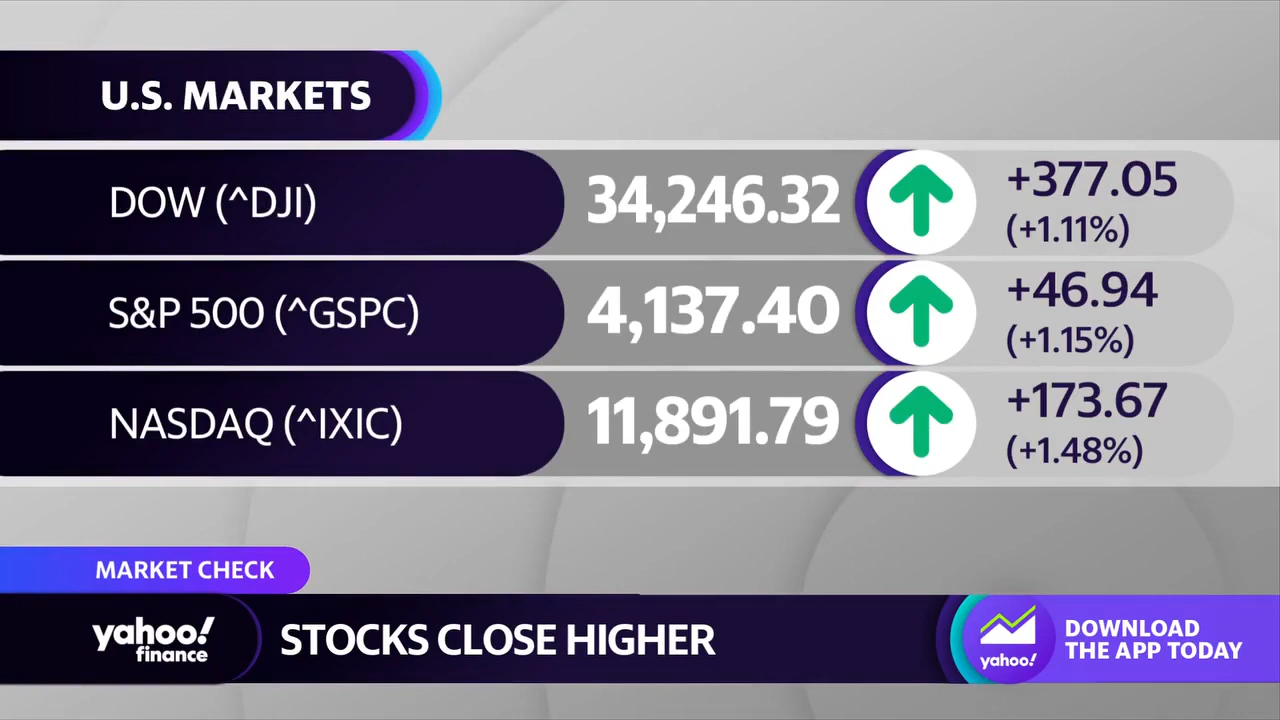 U.S. MARKETS
DOW (^DJI) 34,246.32 +377.05
(+1.11%)
S&P 500 (^GSPC) 4,137.40 +46.94
(+1.15%)
NASDAQ (^IXIC) 11,891.79 +173.67
(+1.48%)
MARKET CHECK
yahoo!
finance
STOCKS CLOSE HIGHER
yahoo!
DOWNLOAD
THE APP TODAY